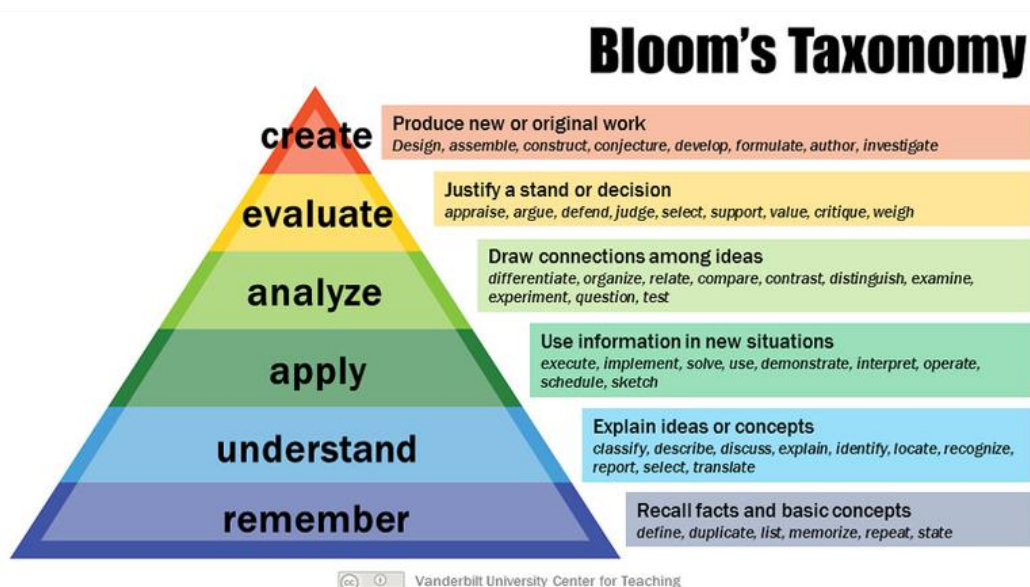 Bloom's Taxonomy
create
Produce new or original work
Design, assemble, construct, conjecture, develop, formulate, author, investigate
evaluate
Justify a stand or decision
appraise, argue, defend, judge, select, support, value, critique, weigh
analyze
Draw connections among ideas
differentiate, organize, relate, compare, contrast, distinguish, examine,
experiment, question, test
apply
Use information in new situations
execute, implement, solve, use, demonstrate, interpret, operate,
schedule, sketch
understand
Explain ideas or concepts
classify, describe, discuss, explain, identify, locate, recognize,
report, select, translate
remember
Recall facts and basic concepts
define, duplicate, list, memorize, repeat, state
cc
Vanderbilt University Center for Teaching